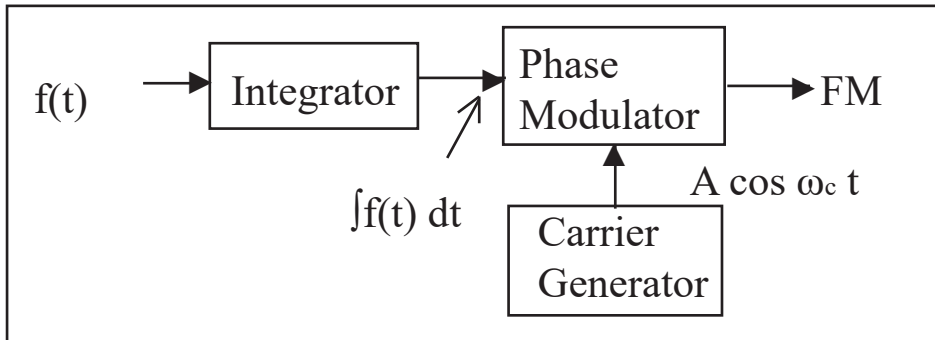 f(t)
Integrator
Phase
Modulator
FM
∫f(t) dt
A cos ωc t
Carrier
Generator